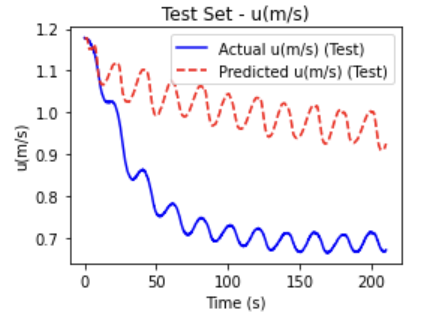 Test Set - u(m/s)
Actual u(m/s) (Test)
Predicted u(m/s) (Test)
1.2
1.1
1.0
0.9
0.8
0.7
u(m/s)
0 50 100 150 200
Time (s)